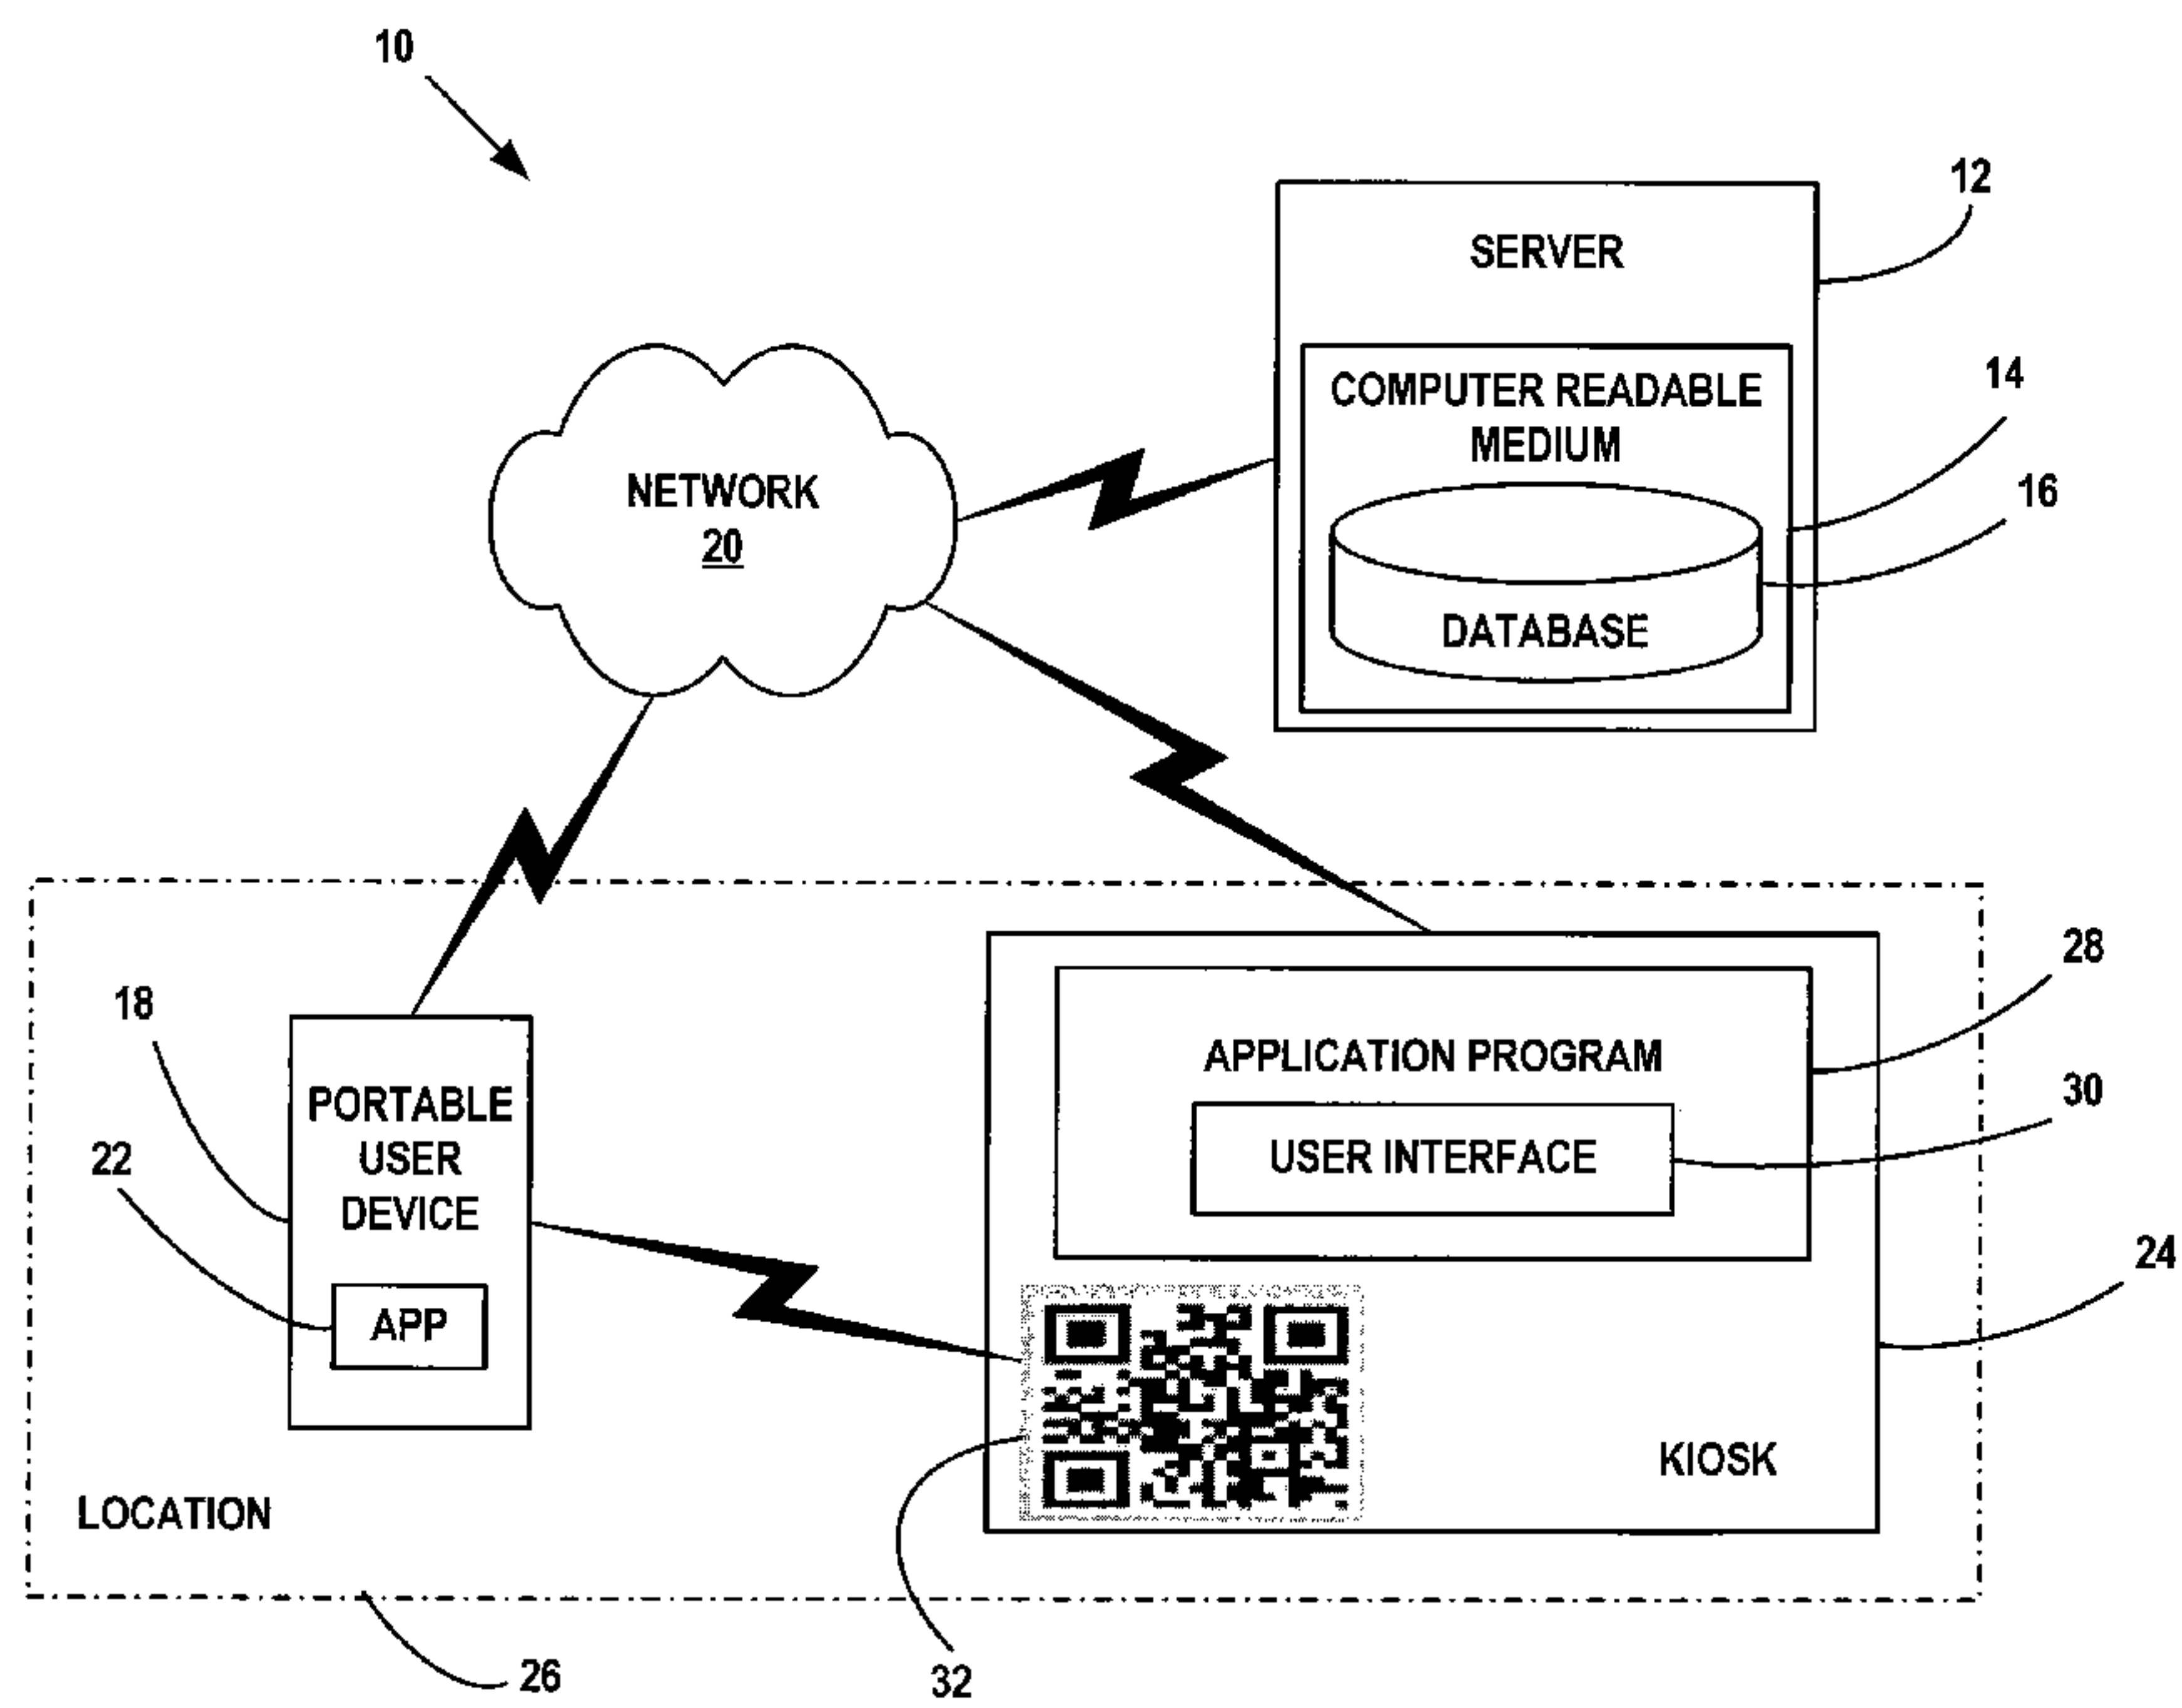 10
12
SERVER
COMPUTER READABLE
MEDIUM
14
16
NETWORK
20
DATABASE
28
18
APPLICATION PROGRAM
30
PORTABLE
USER
DEVICE
22
USER INTERFACE
24
APP
KIOSK
LOCATION
26
32